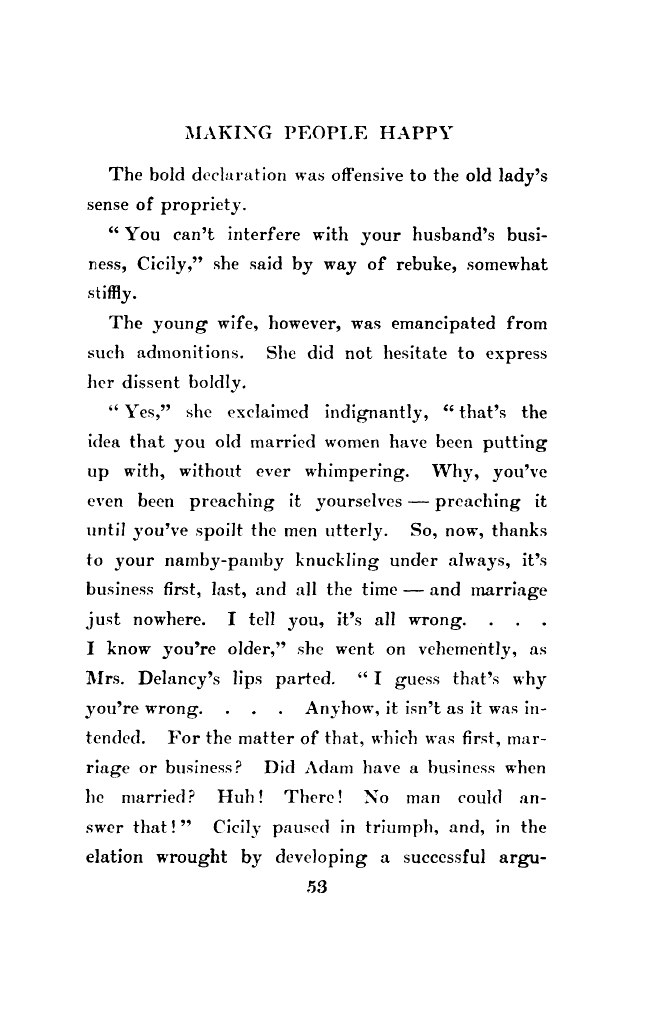 MAKING PEOPLE HAPPY
The bold declaration was offensive to the old lady's
sense of propriety.
“ You can't interfere with your husband's busi-
ness, Cicily,” she said by way of rebuke, somewhat
stiffly.
The young wife, however, was emancipated from
such admonitions. She did not hesitate to express
her dissent boldly.
“ Yes,” she exclaimed indignantly, “ that's the
idea that you old married women have been putting
up with, without ever whimpering. Why, you've
even been preaching it yourselves — preaching it
until you've spoilt the men utterly. So, now, thanks
to your namby-pamby knuckling under always, it's
business first, last, and all the time — and marriage
just nowhere. I tell you, it's all wrong. . . .
I know you're older,” she went on vehemently, as
Mrs. Delancy's lips parted. “ I guess that's why
you're wrong. . . . Anyhow, it isn't as it was in-
tended. For the matter of that, which was first, mar-
riage or business? Did Adam have a business when
he married? Huh! There! No man could an-
swer that!” Cicily paused in triumph, and, in the
elation wrought by developing a successful argu-
53